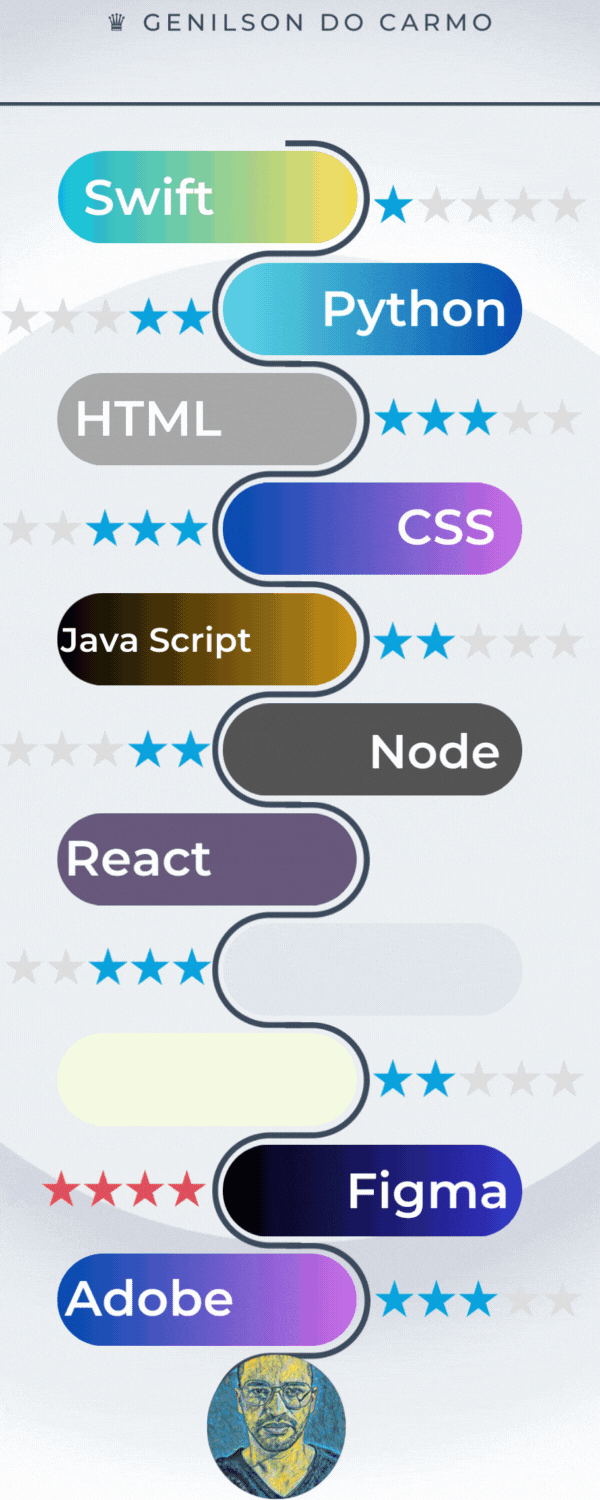 ♛ GENILSON DO CARMO
Swift
Python
HTML
CSS
Java Script
Node
React
Figma
Adobe